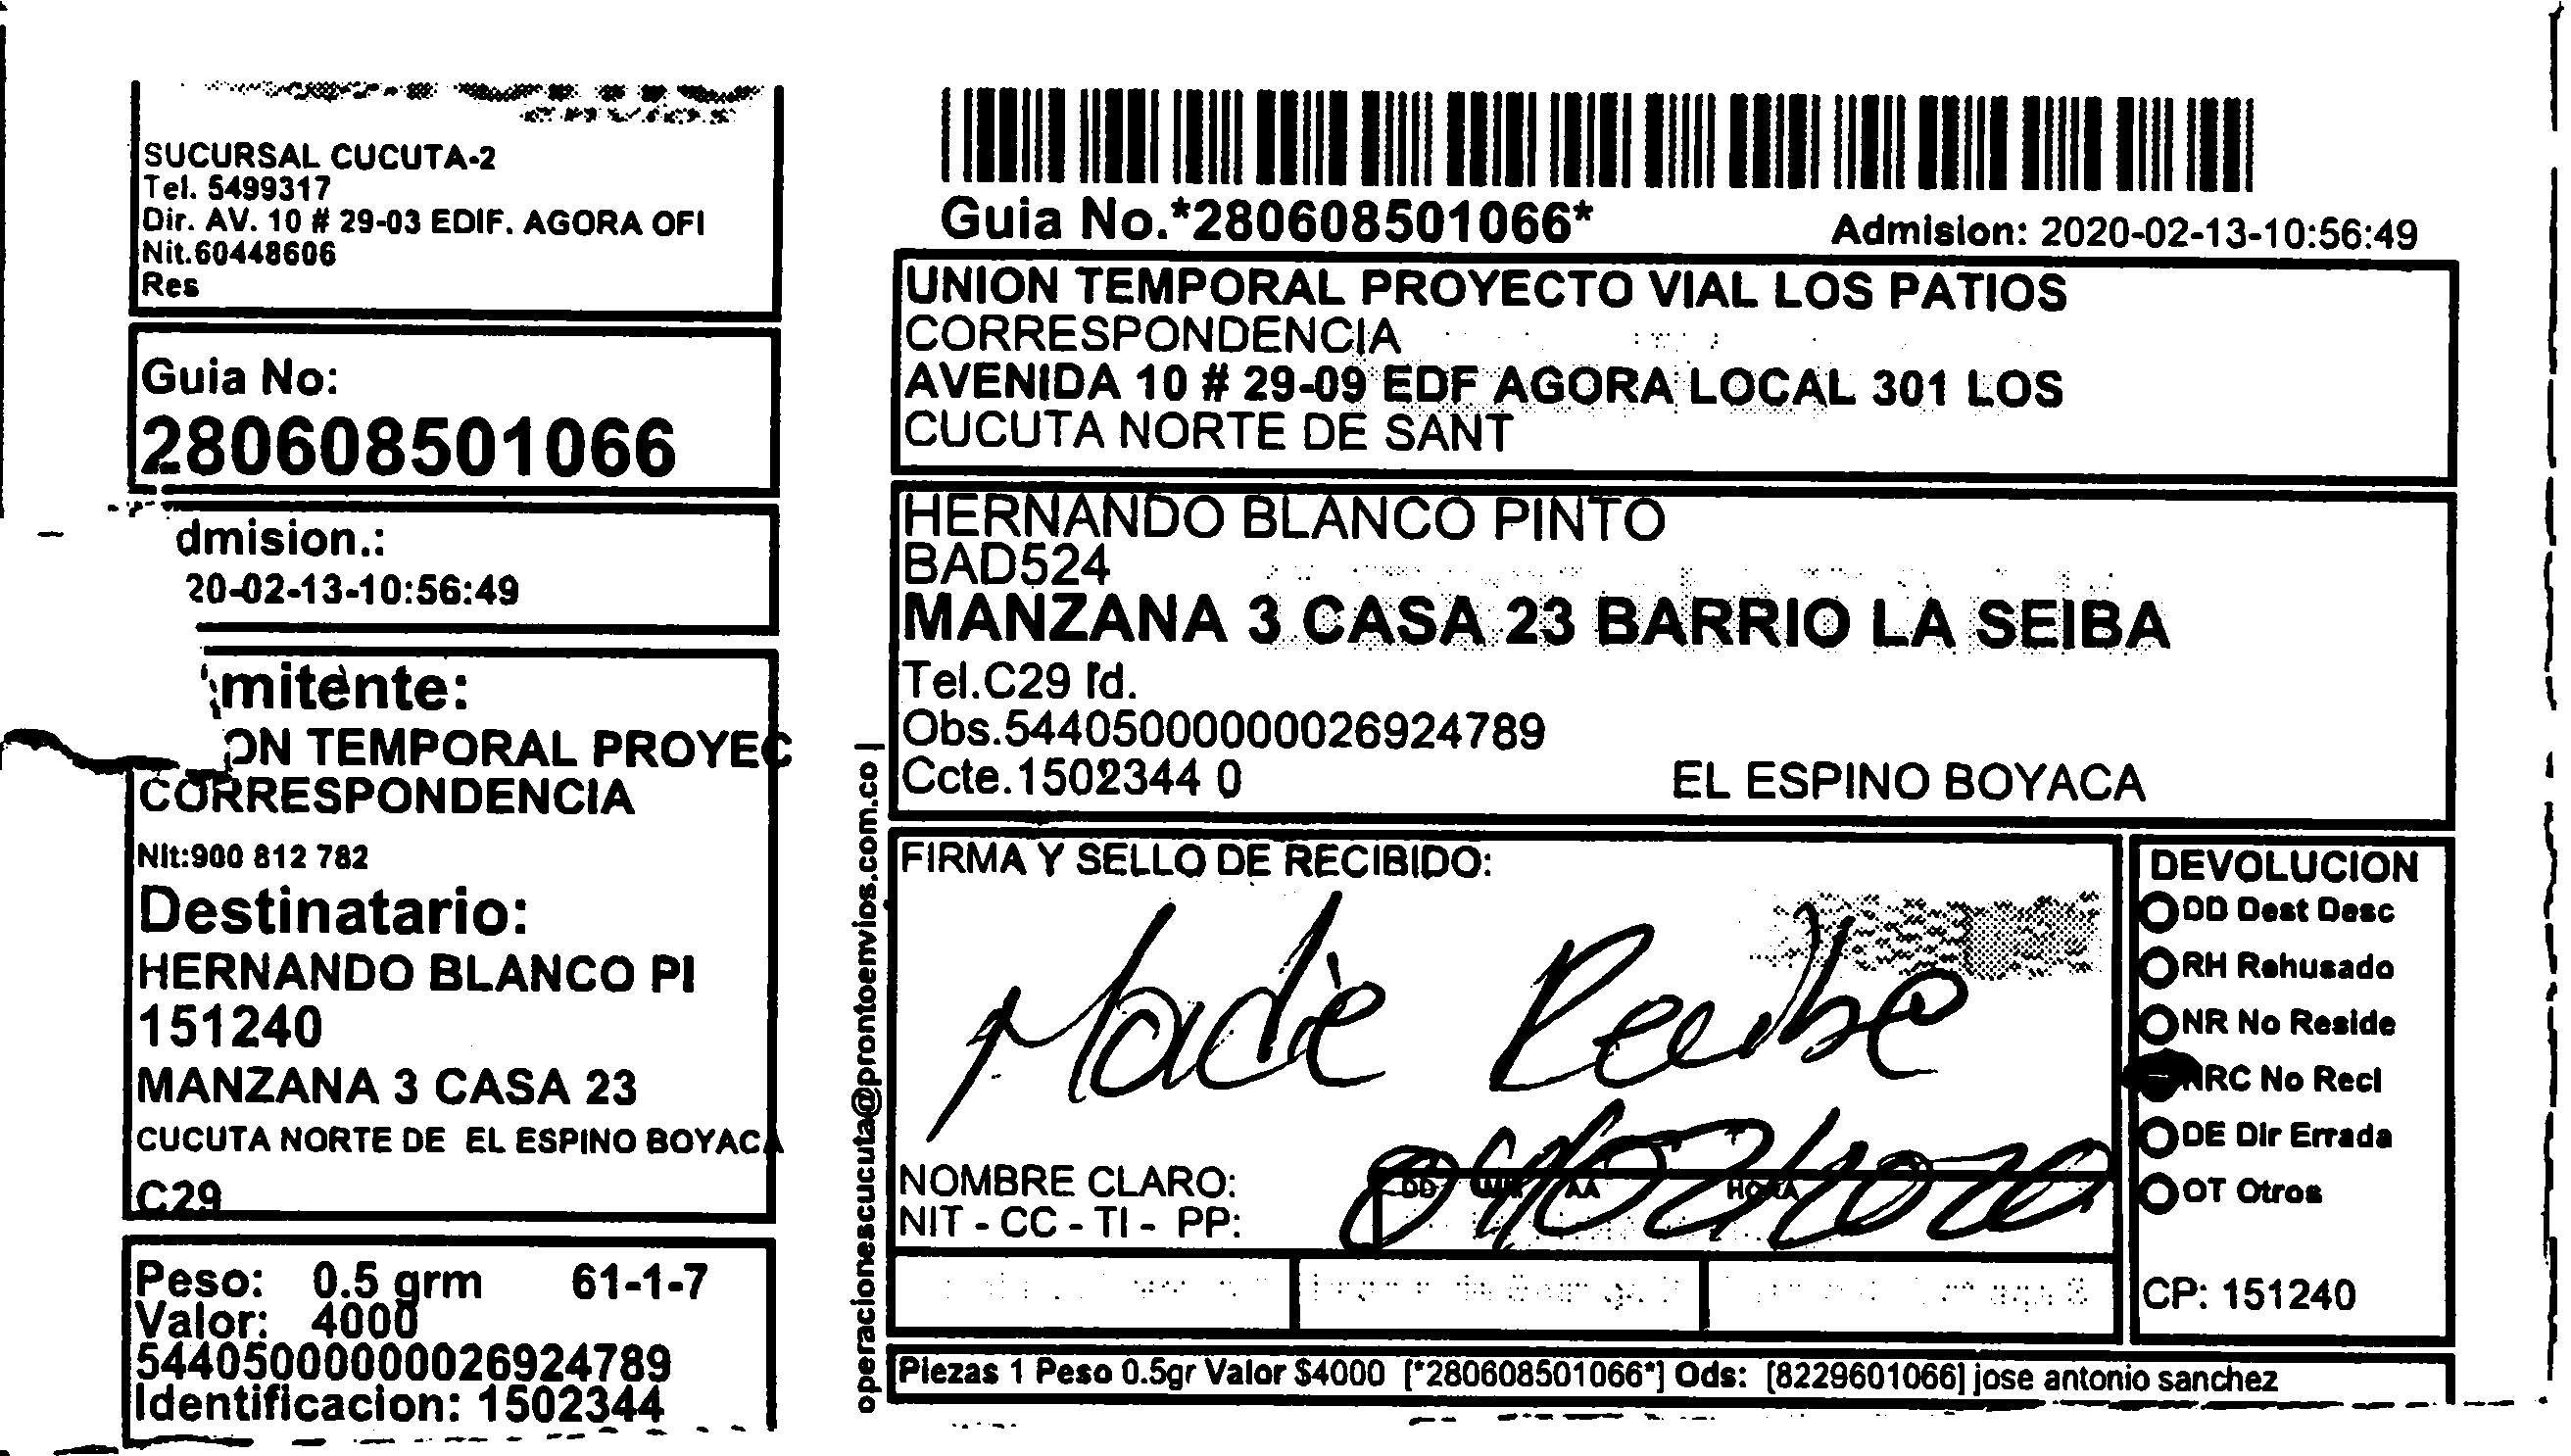 SUCURSAL CUCUTA-2
Tel. 5499317
Dir. AV. 10 # 29-03 EDIF. AGORA OFI
Nit.60448606
Res
Guia No:
280608501066
dmision.:
20-02-13-10:56:49
mitente:
ON TEMPORAL PROYEC
CORRESPONDENCIA
Nit:900 812 782
Destinatario:
HERNANDO BLANCO PI
151240
MANZANA 3 CASA 23
CUCUTA NORTE DE EL ESPINO BOYACA
C29
Peso: 0.5 grm 61-1-7
Valor: 4000
544050000000026924789
Identificacion: 1502344
operacionescucuta@prontoenvios.com.co |
Guia No.*280608501066*
Admision: 2020-02-13-10:56:49
UNION TEMPORAL PROYECTO VIAL LOS PATIOS
CORRESPONDENCIA
AVENIDA 10 # 29-09 EDF AGORA LOCAL 301 LOS
CUCUTA NORTE DE SANT
HERNANDO BLANCO PINTO
BAD524
MANZANA 3 CASA 23 BARRIO LA SEIBA
Tel.C29 Id.
Obs.544050000000026924789
Ccte.1502344 0 EL ESPINO BOYACA
FIRMA Y SELLO DE RECIBIDO:
Nadie Recibe
NOMBRE CLARO:
DD MM AA HORA
NIT - CC - TI - PP:
DEVOLUCION
DD Dest Desc
RH Rehusado
NR No Reside
NRC No Recl
DE Dir Errada
OT Otros
CP: 151240
Piezas 1 Peso 0.5gr Valor $4000 [*280608501066*] Ods: [8229601066] jose antonio sanchez